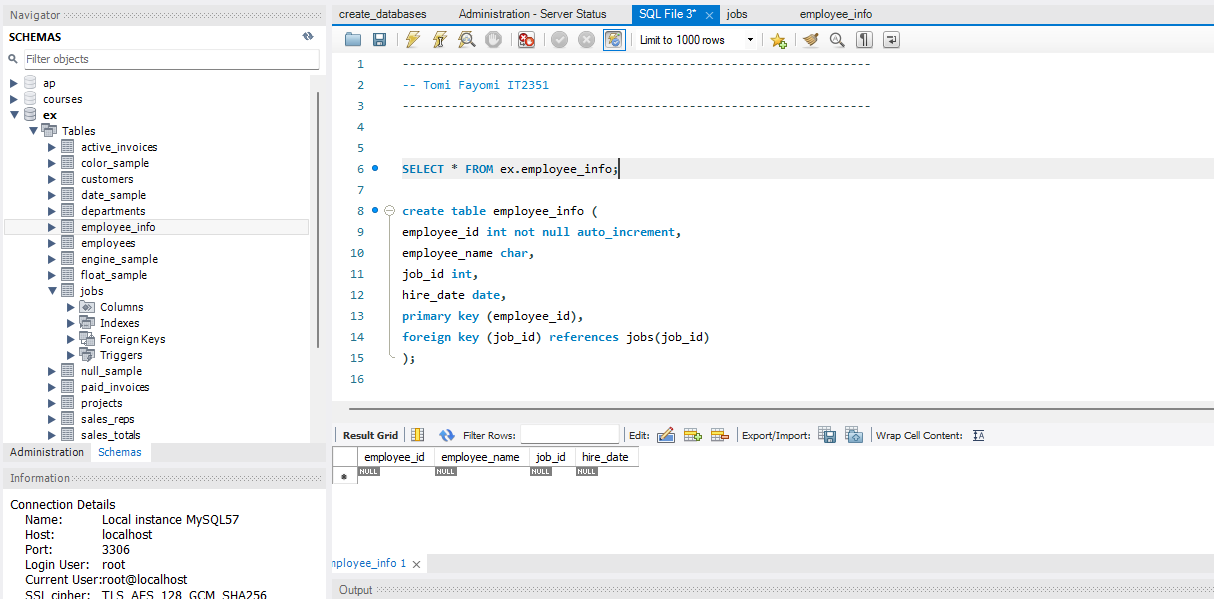 Navigator
SCHEMAS
Filter objects
ap
courses
ex
Tables
active_invoices
color_sample
customers
date_sample
departments
employee_info
employees
engine_sample
float_sample
jobs
Columns
Indexes
Foreign Keys
Triggers
null_sample
paid_invoices
projects
sales_reps
sales_totals
Administration Schemas
Information
Connection Details
Name: Local instance MySQL57
Host: localhost
Port: 3306
Login User: root
Current User:root@localhost
SSL cipher: TLS_AES_128_GCM_SHA256
create_databases Administration - Server Status SQL File 3* jobs employee_info
Limit to 1000 rows
1 -------------------------------------------------------------------
2 -- Tomi Fayomi IT2351
3 -------------------------------------------------------------------
4
5
6 SELECT * FROM ex.employee_info;
7
8 create table employee_info (
9 employee_id int not null auto_increment,
10 employee_name char,
11 job_id int,
12 hire_date date,
13 primary key (employee_id),
14 foreign key (job_id) references jobs(job_id)
15 );
16
Result Grid Filter Rows: Edit: Export/Import: Wrap Cell Content: IA
employee_id employee_name job_id hire_date
* NULL NULL NULL NULL
mployee_info 1
Output